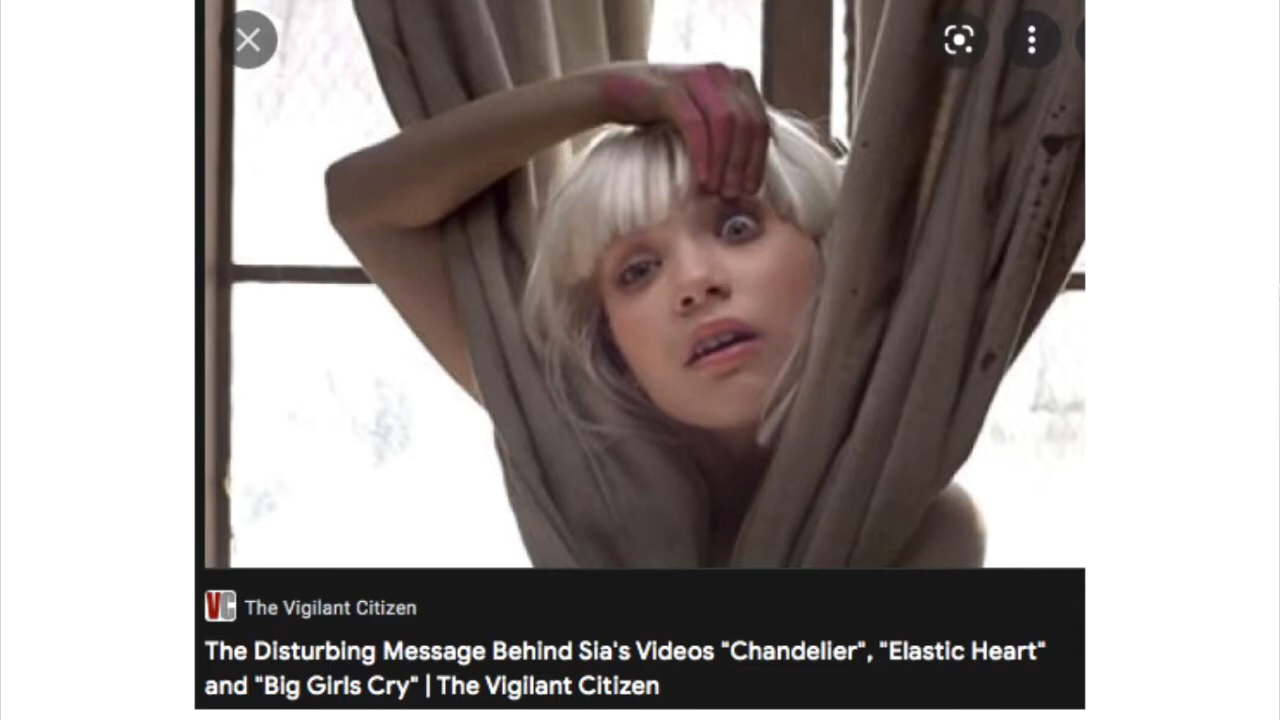 VC The Vigilant Citizen
The Disturbing Message Behind Sia's Videos "Chandelier", "Elastic Heart"
and "Big Girls Cry" | The Vigilant Citizen